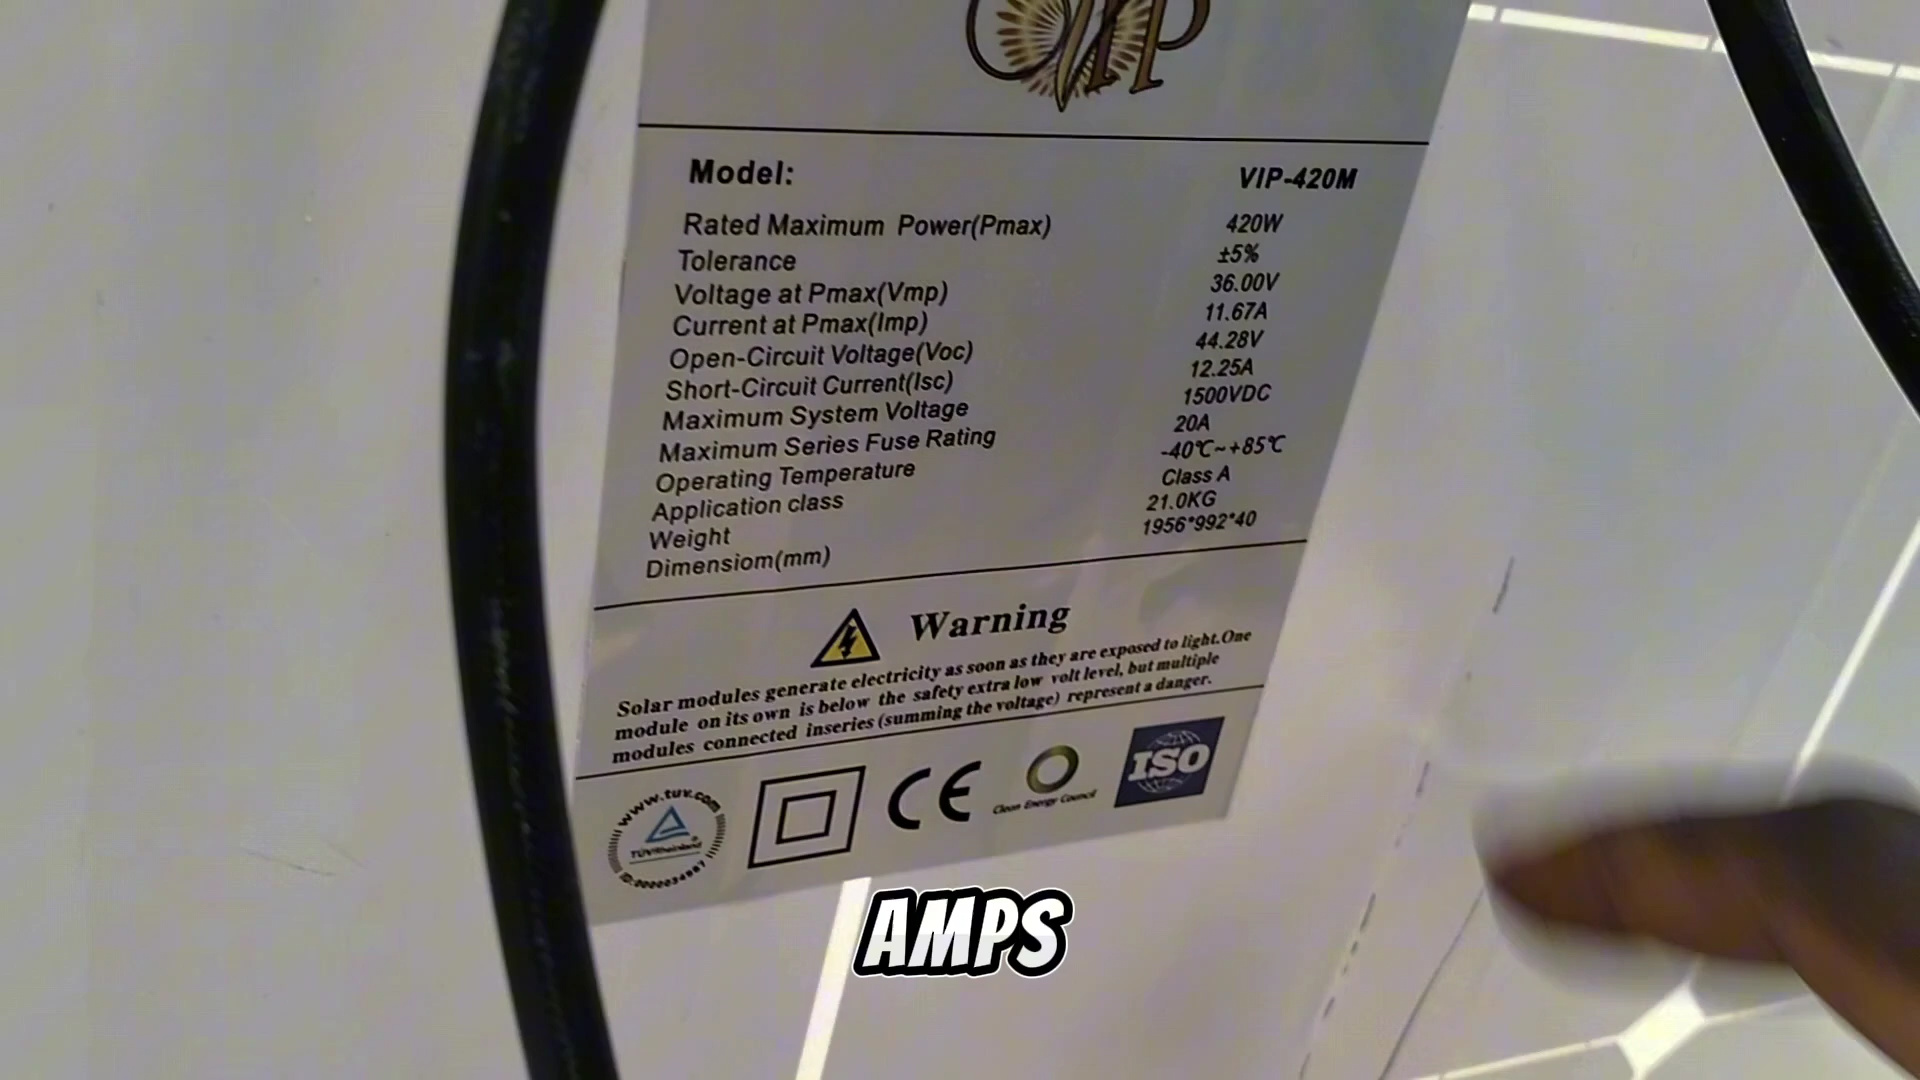 VIP
Model: VIP-420M
Rated Maximum Power(Pmax) 420W
Tolerance ±5%
Voltage at Pmax(Vmp) 36.00V
Current at Pmax(Imp) 11.67A
Open-Circuit Voltage(Voc) 44.28V
Short-Circuit Current(Isc) 12.25A
Maximum System Voltage 1500VDC
Maximum Series Fuse Rating 20A
Operating Temperature -40℃~+85℃
Application class Class A
Weight 21.0KG
Dimensiom(mm) 1956*992*40
Warning
Solar modules generate electricity as soon as they are exposed to light.One
module on its own is below the safety extra low volt level, but multiple
modules connected inseries (summing the voltage) represent a danger.
www.tuv.com
TÜVRheinland
CE
Clean Energy Council
ISO
AMPS